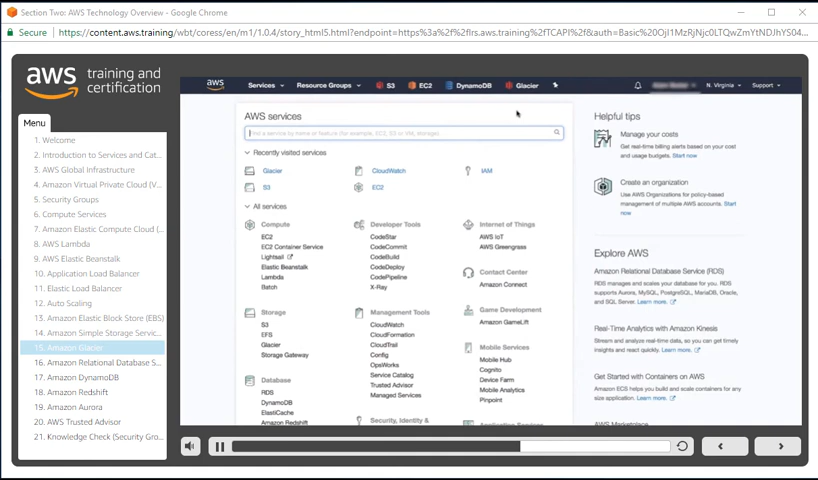 Section Two: AWS Technology Overview - Google Chrome
Secure https://content.aws.training/wbt/coress/en/m1/1.0.4/story_html5.html?endpoint=https%3a%2f%2flrs.aws.training%2fTCAPI%2f&auth=Basic%20OjI1MzRjNjc0LTQwZmYtNDJhYS04...
aws training and certification
Menu
1. Welcome
2. Introduction to Services and Cat...
3. AWS Global Infrastructure
4. Amazon Virtual Private Cloud (V...
5. Security Groups
6. Compute Services
7. Amazon Elastic Compute Cloud (...
8. AWS Lambda
9. AWS Elastic Beanstalk
10. Application Load Balancer
11. Elastic Load Balancer
12. Auto Scaling
13. Amazon Elastic Block Store (EBS)
14. Amazon Simple Storage Servic...
15. Amazon Glacier
16. Amazon Relational Database S...
17. Amazon DynamoDB
18. Amazon Redshift
19. Amazon Aurora
20. AWS Trusted Advisor
21. Knowledge Check (Security Gro...
aws Services Resource Groups S3 EC2 DynamoDB Glacier N. Virginia Support
AWS services
Find a service by name or feature (for example, EC2, S3 or VM, storage).
Recently visited services
Glacier CloudWatch IAM
S3 EC2
All services
Compute
EC2
EC2 Container Service
Lightsail
Elastic Beanstalk
Lambda
Batch
Storage
S3
EFS
Glacier
Storage Gateway
Database
RDS
DynamoDB
ElastiCache
Amazon Redshift
Developer Tools
CodeStar
CodeCommit
CodeBuild
CodeDeploy
CodePipeline
X-Ray
Management Tools
CloudWatch
CloudFormation
CloudTrail
Config
OpsWorks
Service Catalog
Trusted Advisor
Managed Services
Security, Identity &
Internet of Things
AWS IoT
AWS Greengrass
Contact Center
Amazon Connect
Game Development
Amazon GameLift
Mobile Services
Mobile Hub
Cognito
Device Farm
Mobile Analytics
Pinpoint
Application Services
Helpful tips
Manage your costs
Get real-time billing alerts based on your
cost and usage budgets. Start now
Create an organization
Use AWS Organizations for policy-based
management of multiple AWS accounts. Start
now
Explore AWS
Amazon Relational Database Service (RDS)
RDS manages and scales your database for you. RDS
supports Aurora, MySQL, PostgreSQL, MariaDB, Oracle,
and SQL Server. Learn more.
Real-Time Analytics with Amazon Kinesis
Stream and analyze real-time data, so you can get timely
insights and react quickly. Learn more.
Get Started with Containers on AWS
Amazon ECS helps you build and scale containers for any
size application. Learn more.
AWS Marketplace